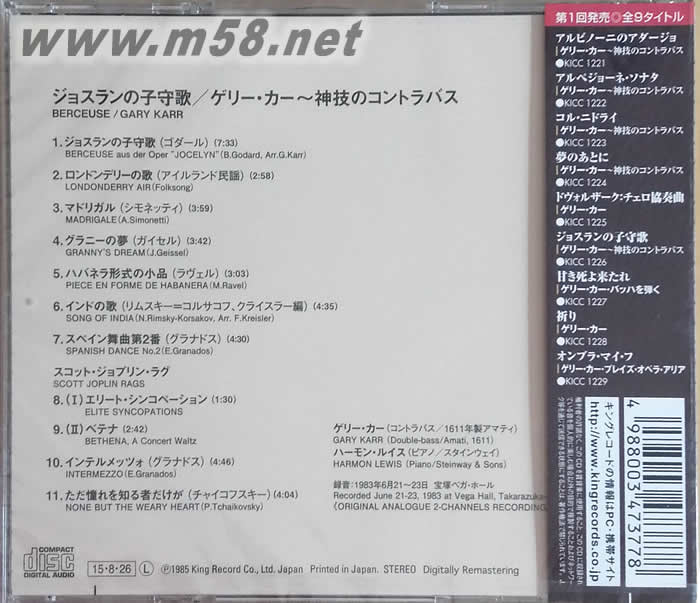 www.m58.net
ジョスランの子守歌/ゲリー・カー〜神技のコントラバス
BERCEUSE / GARY KARR
1.ジョスランの子守歌(ゴダール)(7:33)
BERCEUSE aus der Oper "JOCELYN"(B.Godard, Arr.G.Karr)
2.ロンドンデリーの歌(アイルランド民謡)(2:58)
LONDONDERRY AIR(Folksong)
3.マドリガル(シモネッティ)(3:59)
MADRIGALE(A.Simonetti)
4.グラニーの夢(ガイセル)(3:42)
GRANNY'S DREAM(J.Geissel)
5.ハバネラ形式の小品(ラヴェル)(3:03)
PIECE EN FORME DE HABANERA(M.Ravel)
6.インドの歌(リムスキー=コルサコフ、クライスラー編)(4:35)
SONG OF INDIA(N.Rimsky-Korsakov, Arr. F.Kreisler)
7.スペイン舞曲第2番(グラナドス)(4:30)
SPANISH DANCE No.2(E.Granados)
スコット・ジョプリン・ラグ
SCOTT JOPLIN RAGS
8.(Ⅰ)エリート・シンコペーション(1:30)
ELITE SYNCOPATIONS
9.(Ⅱ)ベテナ(2:42)
BETHENA, A Concert Waltz
10.インテルメッツォ(グラナドス)(4:46)
INTERMEZZO(E.Granados)
11.ただ憧れを知る者だけが(チャイコフスキー)(4:04)
NONE BUT THE WEARY HEART(P.Tchaikovsky)
ゲリー・カー(コントラバス/1611年製アマティ)
GARY KARR(Double-bass/Amati, 1611)
ハーモン・ルイス(ピアノ/スタインウェイ)
HARMON LEWIS(Piano/Steinway & Sons)
録音:1983年6月21〜23日 宝塚ベガ・ホール
Recorded June 21-23, 1983 at Vega Hall, Takarazuka
(ORIGINAL ANALOGUE 2-CHANNELS RECORDING
COMPACT
disc
DIGITAL AUDIO
15・8・26 Ⓛ
Ⓟ1985 King Record Co., Ltd. Japan Printed in Japan. STEREO Digitally Remastering
第1回発売◎全9タイトル
アルビノーニのアダージョ
ゲリー・カー〜神技のコントラバス
●KICC 1221
アルペジョーネ・ソナタ
ゲリー・カー〜神技のコントラバス
●KICC 1222
コル・ニドライ
ゲリー・カー〜神技のコントラバス
●KICC 1223
夢のあとに
ゲリー・カー〜神技のコントラバス
●KICC 1224
ドヴォルザーク:チェロ協奏曲
ゲリー・カー
●KICC 1225
ジョスランの子守歌
ゲリー・カー〜神技のコントラバス
●KICC 1226
甘き死よ来たれ
ゲリー・カー・バッハを弾く
●KICC 1227
祈り
ゲリー・カー
●KICC 1228
オンブラ・マイ・フ
ゲリー・カー・プレイズ・オペラ・アリア
●KICC 1229
キングレコードの情報はPC・携帯サイト
http://www.kingrecords.co.jp
4 988003 473778